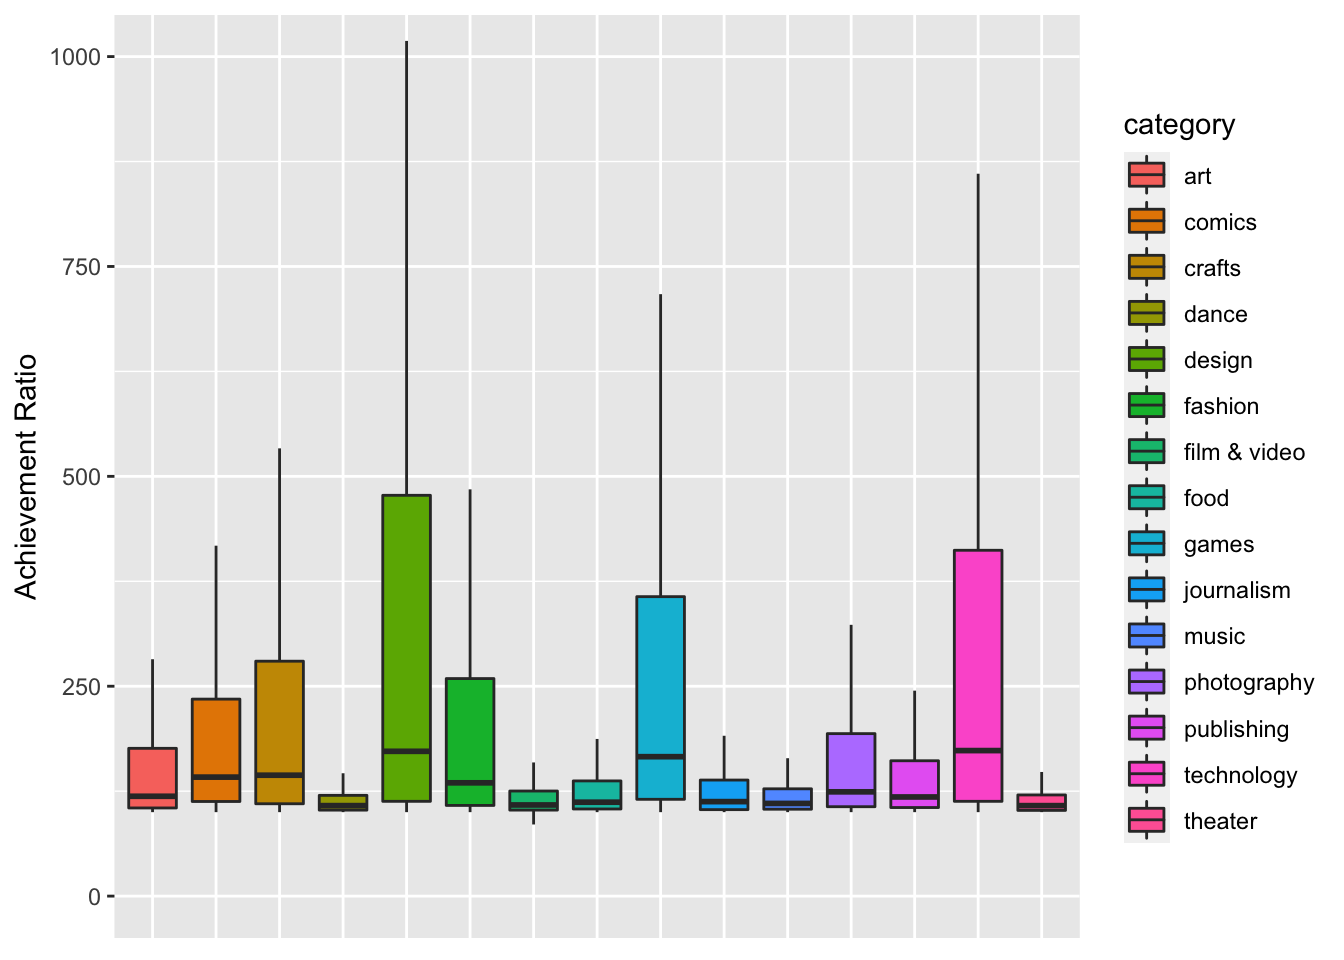 Achievement Ratio
1000
750
500
250
0
category
art
comics
crafts
dance
design
fashion
film & video
food
games
journalism
music
photography
publishing
technology
theater